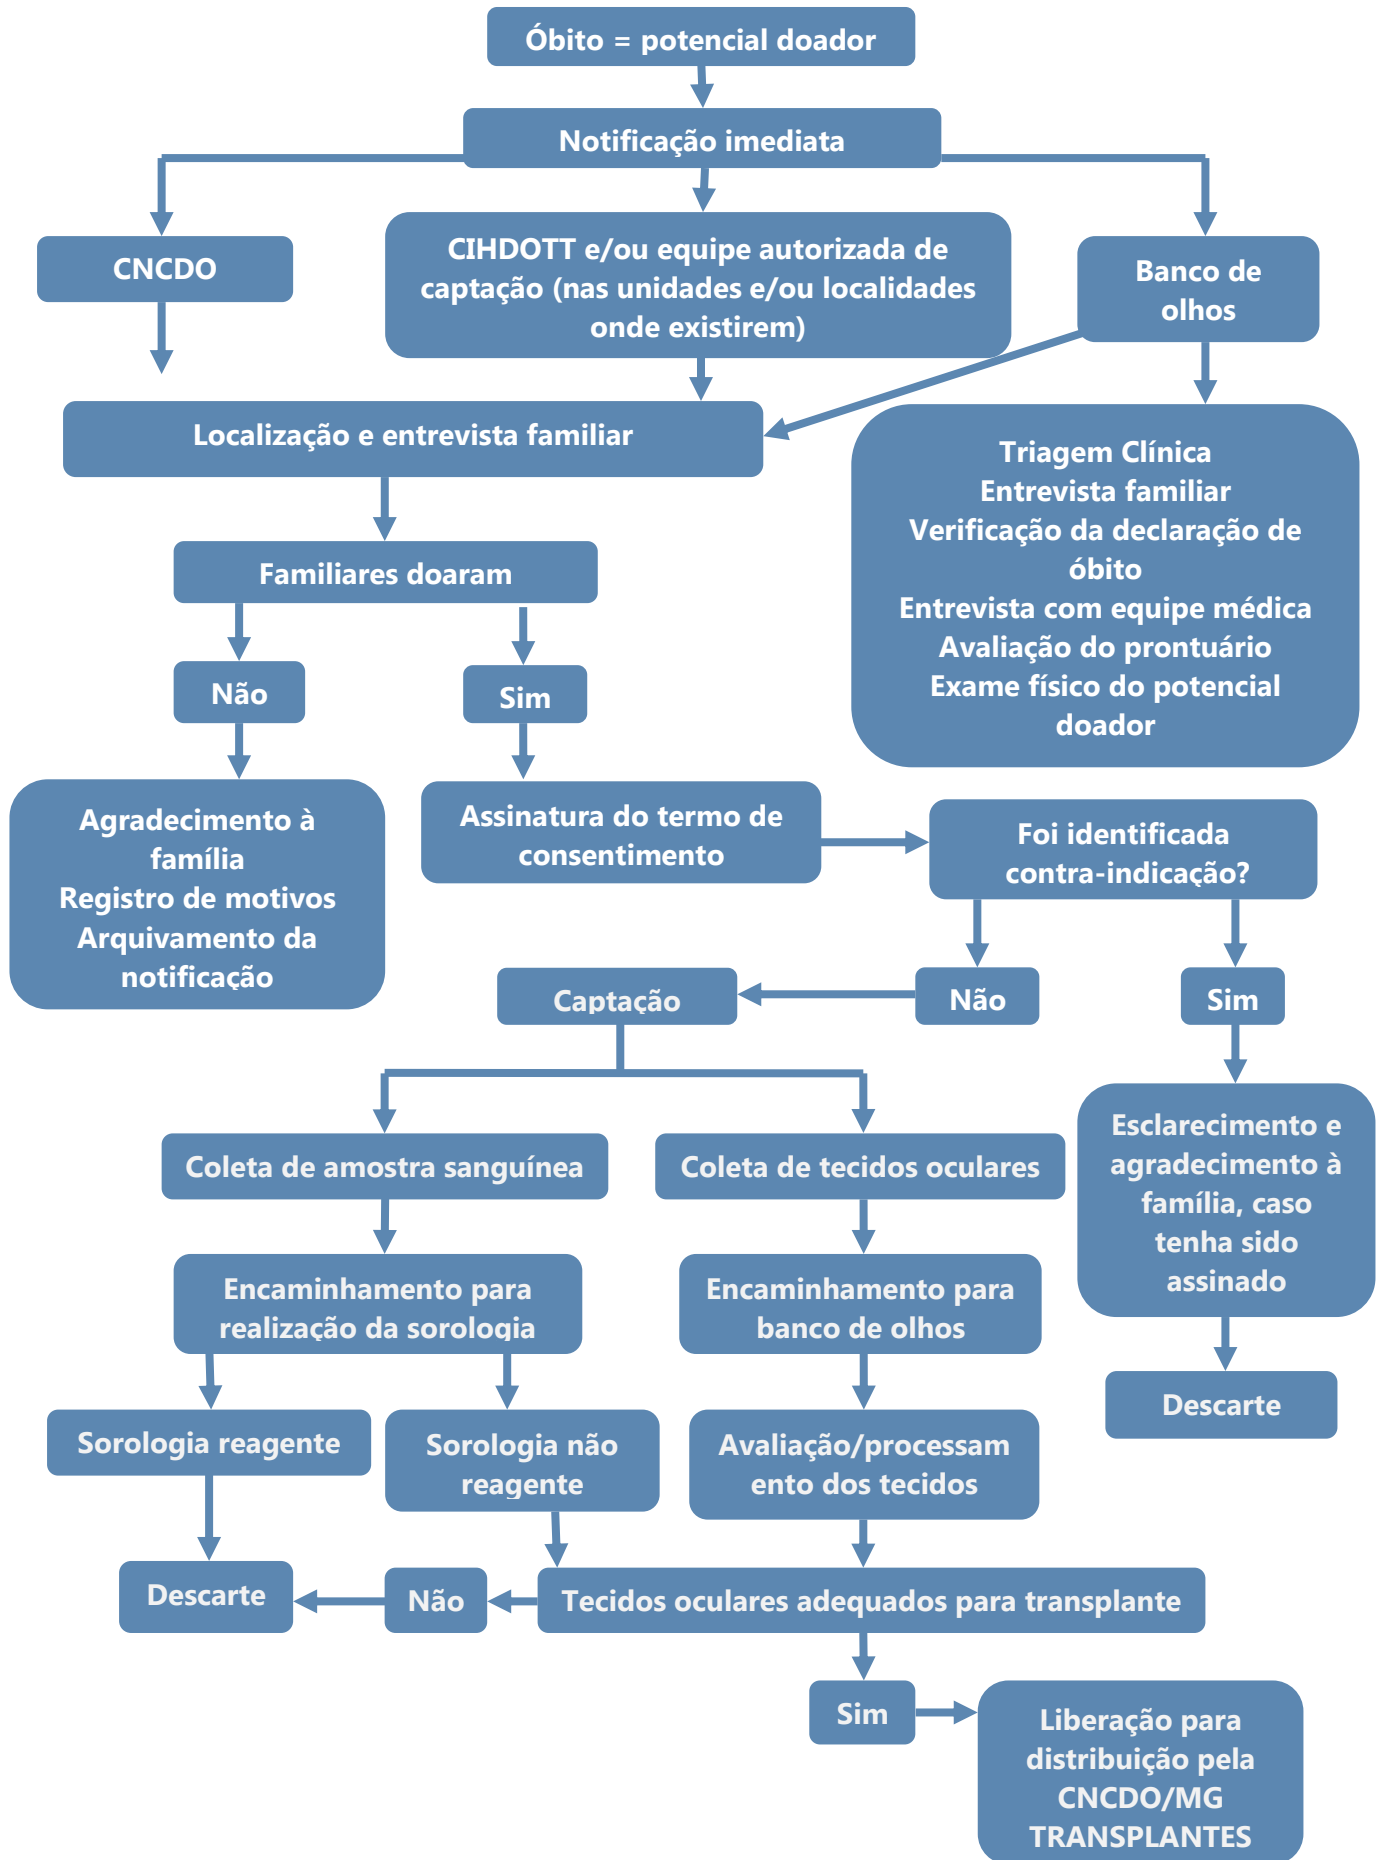 Óbito = potencial doador
Notificação imediata
CNCDO
CIHDOTT e/ou equipe autorizada de
captação (nas unidades e/ou localidades
onde existirem)
Banco de
olhos
Localização e entrevista familiar
Triagem Clínica
Entrevista familiar
Verificação da declaração de
óbito
Entrevista com equipe médica
Avaliação do prontuário
Exame físico do potencial
doador
Familiares doaram
Não
Sim
Agradecimento à
família
Registro de motivos
Arquivamento da
notificação
Assinatura do termo de
consentimento
Foi identificada
contra-indicação?
Captação
Não
Sim
Coleta de amostra sanguínea
Coleta de tecidos oculares
Esclarecimento e
agradecimento à
família, caso
tenha sido
assinado
Encaminhamento para
realização da sorologia
Encaminhamento para
banco de olhos
Descarte
Sorologia reagente
Sorologia não
reagente
Avaliação/processam
ento dos tecidos
Descarte
Não
Tecidos oculares adequados para transplante
Sim
Liberação para
distribuição pela
CNCDO/MG
TRANSPLANTES